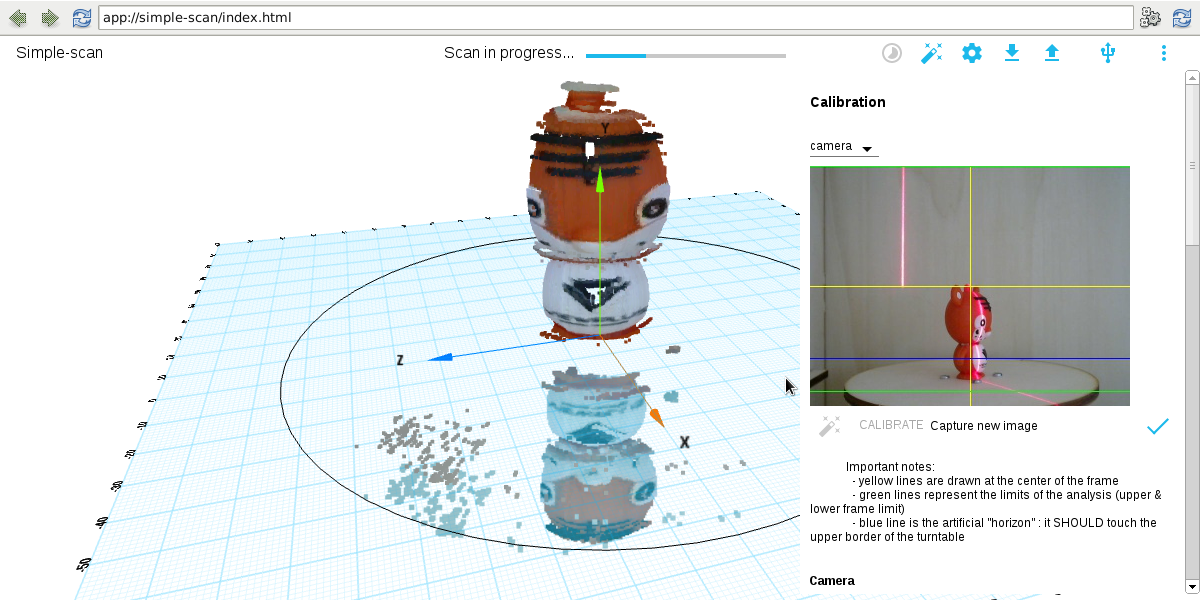 app://simple-scan/index.html
Simple-scan
Scan in progress...
Calibration
camera
CALIBRATE Capture new image
Important notes:
- yellow lines are drawn at the center of the frame
- green lines represent the limits of the analysis (upper &
lower frame limit)
- blue line is the artificial "horizon" : it SHOULD touch the
upper border of the turntable
Camera
Y
Z
X
-30
-40
-50